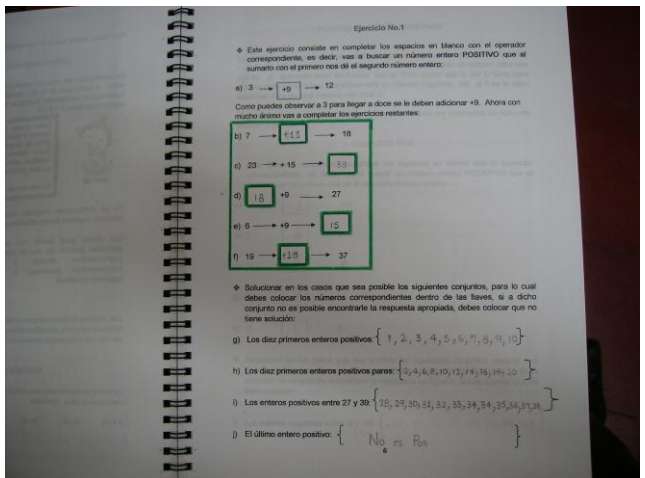 Ejercicio No.1
❖ Este ejercicio consiste en completar los espacios en blanco con el operador
correspondiente, es decir, vas a buscar un número entero POSITIVO que al
sumarlo con el primero nos dé el segundo número entero:
a) 3 → +9 → 12
Como puedes observar a 3 para llegar a doce se le deben adicionar +9. Ahora con
mucho ánimo vas a completar los ejercicios restantes:
b) 7 → +11 → 18
c) 23 → + 15 → 38
d) 18 +9 → 27
e) 6 → +9 → 15
f) 19 → +18 → 37
❖ Solucionar en los casos que sea posible los siguientes conjuntos, para lo cual
debes colocar los números correspondientes dentro de las llaves, si a dicho
conjunto no es posible encontrarle la respuesta apropiada, debes colocar que no
tiene solución:
g) Los diez primeros enteros positivos: { 1, 2, 3, 4, 5, 6, 7, 8, 9, 10 }
h) Los diez primeros enteros positivos pares: { 2, 4, 6, 8, 10, 12, 14, 16, 18, 20 }
i) Los enteros positivos entre 27 y 39: { 28, 29, 30, 31, 32, 33, 34, 34, 35, 36, 37, 38 }
j) El último entero positivo: { No es Pos }
6